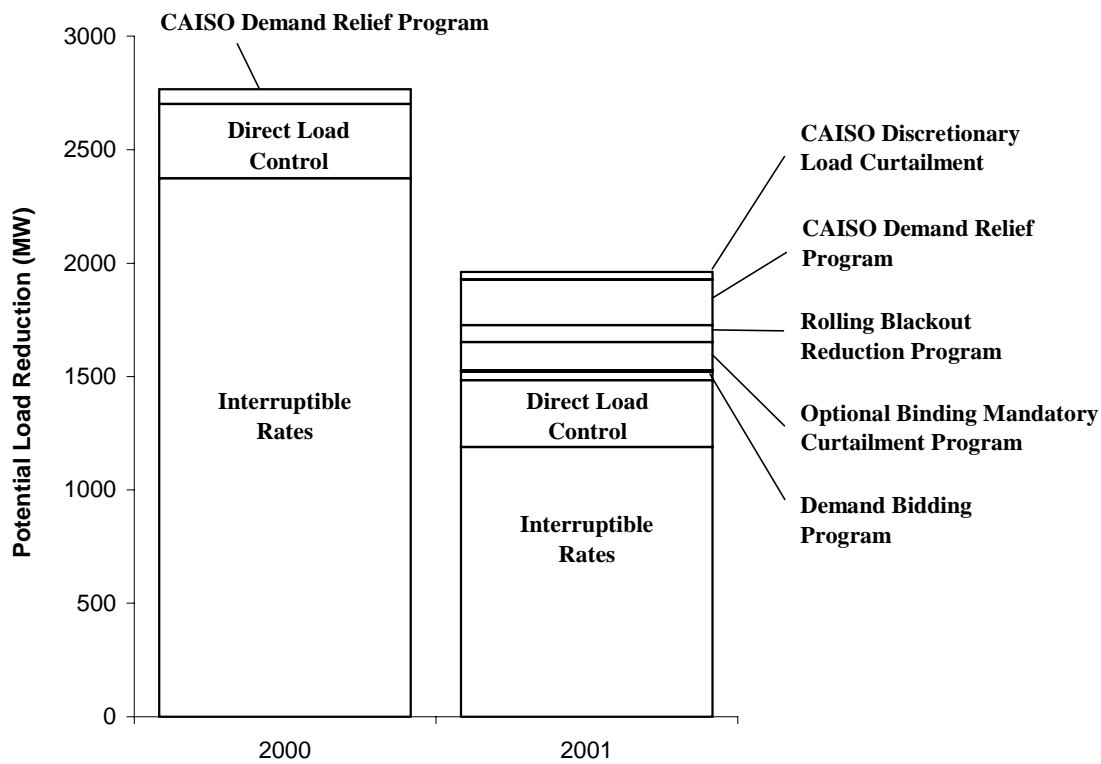 CAISO Demand Relief Program
3000
2500
2000
1500
1000
500
0
Potential Load Reduction (MW)
Direct Load
Control
Interruptible
Rates
2000
Direct Load
Control
Interruptible
Rates
2001
CAISO Discretionary
Load Curtailment
CAISO Demand Relief
Program
Rolling Blackout
Reduction Program
Optional Binding Mandatory
Curtailment Program
Demand Bidding
Program